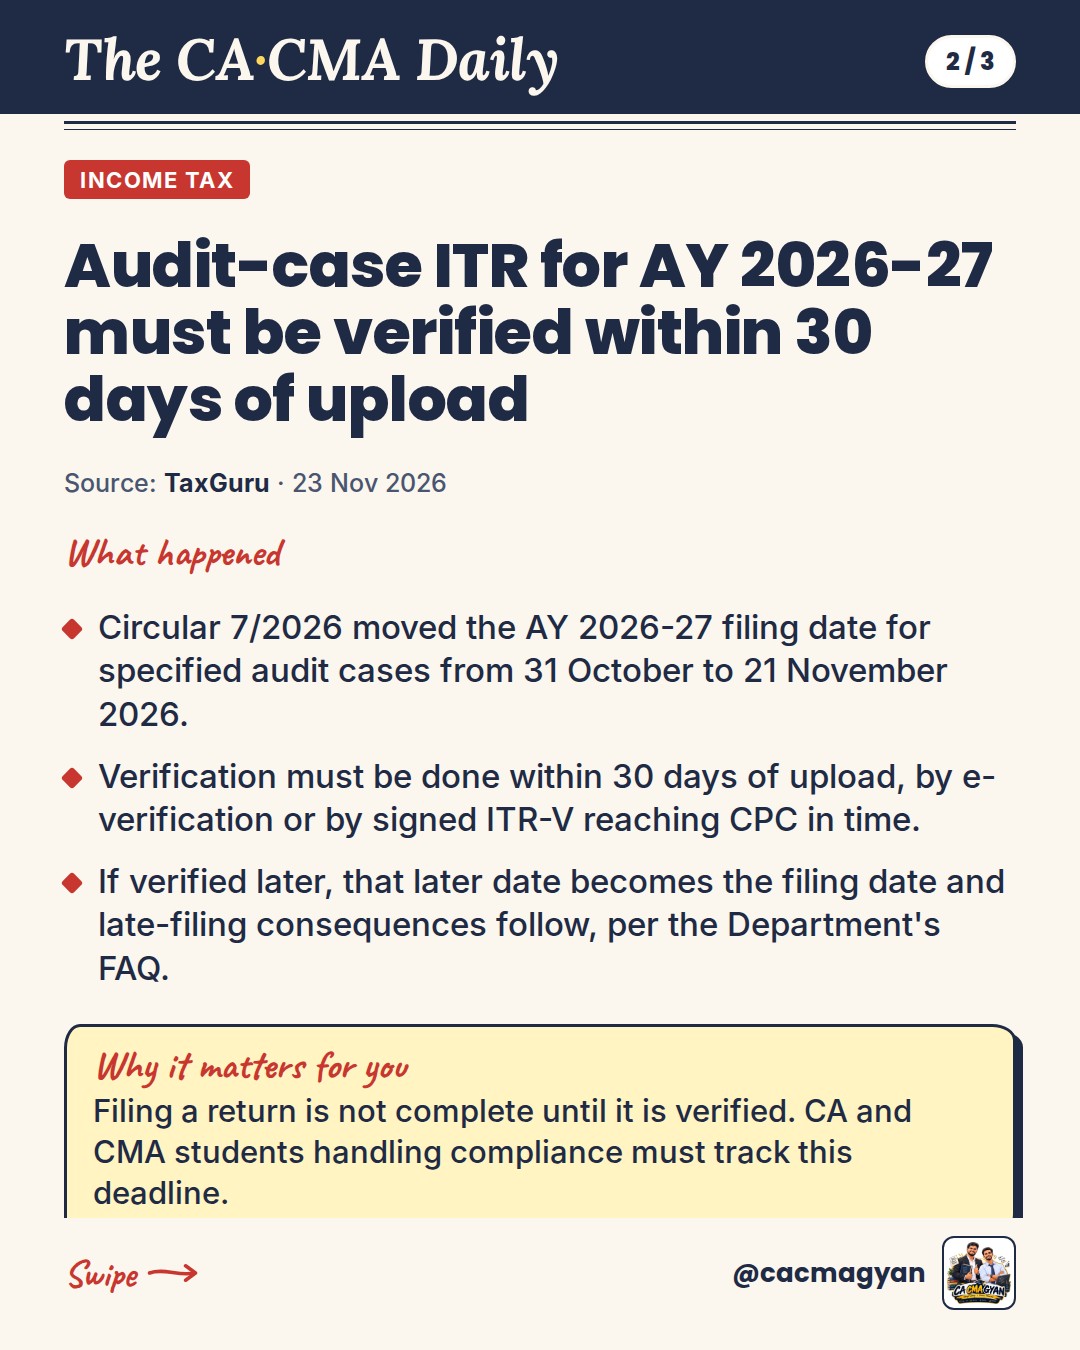 The CA·CMA Daily
2/3
INCOME TAX
Audit-case ITR for AY 2026-27
must be verified within 30
days of upload
Source: TaxGuru · 23 Nov 2026
What happened
Circular 7/2026 moved the AY 2026-27 filing date for
specified audit cases from 31 October to 21 November
2026.
Verification must be done within 30 days of upload, by e-
verification or by signed ITR-V reaching CPC in time.
If verified later, that later date becomes the filing date and
late-filing consequences follow, per the Department's
FAQ.
Why it matters for you
Filing a return is not complete until it is verified. CA and
CMA students handling compliance must track this
deadline.
Swipe
@cacmagyan
CA CMA GYAN